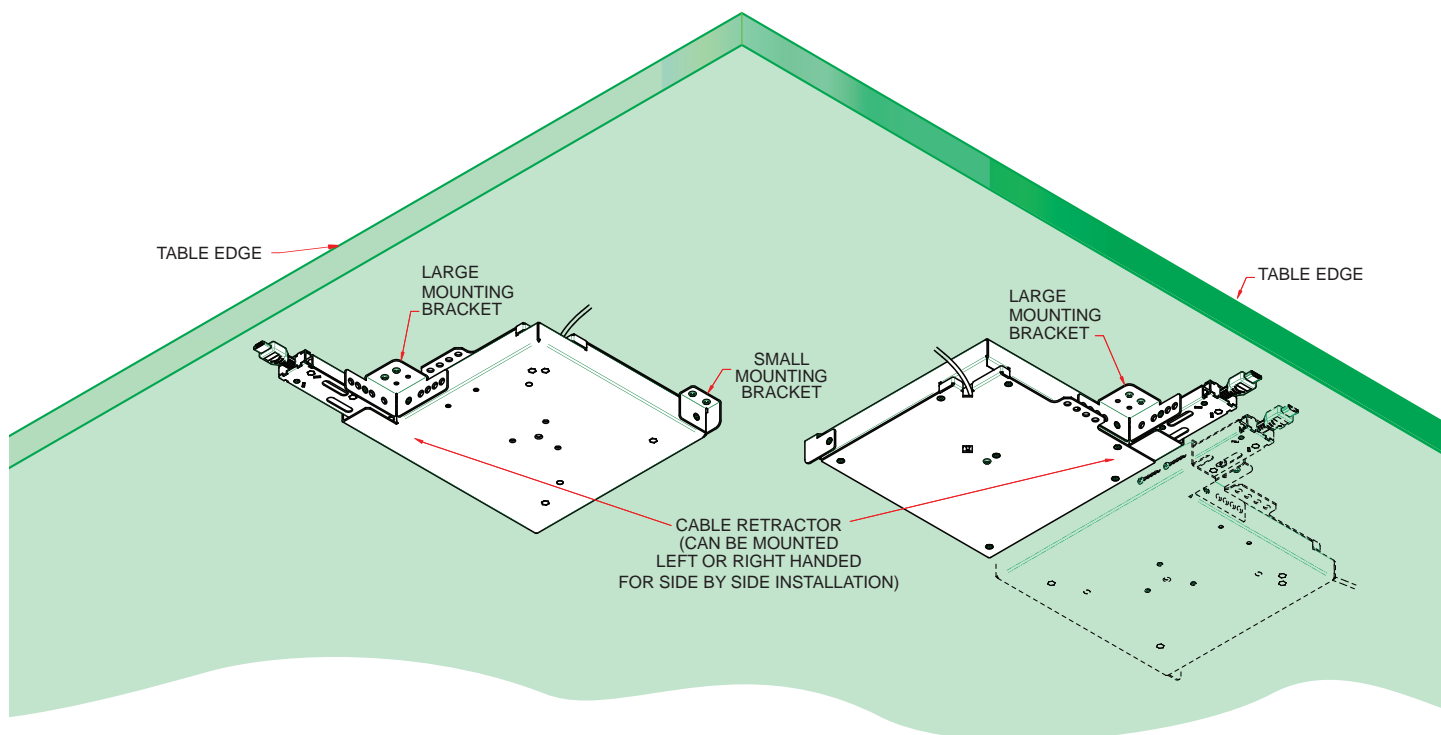 TABLE EDGE
LARGE
MOUNTING
BRACKET
SMALL
MOUNTING
BRACKET
LARGE
MOUNTING
BRACKET
TABLE EDGE
CABLE RETRACTOR
(CAN BE MOUNTED
LEFT OR RIGHT HANDED
FOR SIDE BY SIDE INSTALLATION)